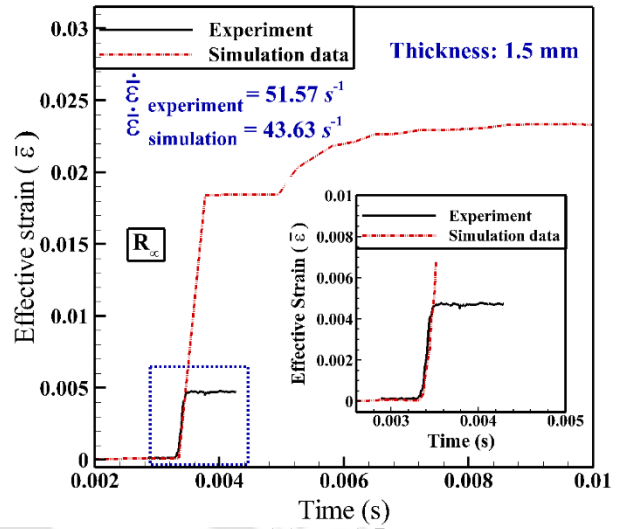 Experiment
Simulation data
Thickness: 1.5 mm
ε̄̇ experiment = 51.57 s⁻¹
ε̄̇ simulation = 43.63 s⁻¹
R∞
Effective strain ( ε̄ )
0.03
0.025
0.02
0.015
0.01
0.005
0
0.002
0.004
0.006
0.008
0.01
Time (s)
Experiment
Simulation data
Effective Strain ( ε̄ )
0.01
0.008
0.006
0.004
0.002
0.000
0.003
0.004
0.005
Time (s)